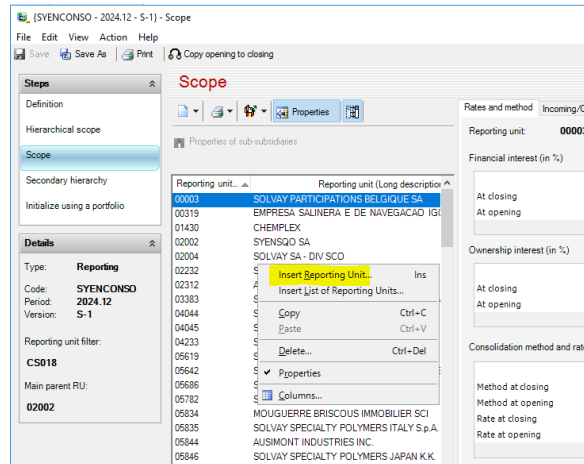 (SYENCONSO - 2024.12 - S-1) - Scope
File Edit View Action Help
Save Save As Print Copy opening to closing
Steps
Definition
Hierarchical scope
Scope
Secondary hierarchy
Initialize using a portfolio
Details
Type: Reporting
Code: SYENCONSO
Period: 2024.12
Version: S-1
Reporting unit filter:
CS018
Main parent RU:
02002
Scope
Properties
Properties of sub-subsidiaries
Reporting unit... Reporting unit (Long description
00003 SOLVAY PARTICIPATIONS BELGIQUE SA
00319 EMPRESA SALINERA E DE NAVEGACAO IG
01430 CHEMPLEX
02002 SYENSQO SA
02004 SOLVAY SA - DIV SCO
02232 S
02312 A
03383 S
04044 S
04045 S
04233 S
05619 S
05642 S
05686 S
05782 S
05834 MOUGUERRE BRISCOUS IMMOBILIER SCI
05835 SOLVAY SPECIALTY POLYMERS ITALY S.p.A.
05844 AUSIMONT INDUSTRIES INC.
05846 SOLVAY SPECIALTY POLYMERS JAPAN K.K.
Insert Reporting Unit... Ins
Insert List of Reporting Units...
Copy Ctrl+C
Paste Ctrl+V
Delete... Ctrl+Del
Properties
Columns...
Rates and method Incoming/O
Reporting unit: 00003
Financial interest (in %)
At closing
At opening
Ownership interest (in %)
At closing
At opening
Consolidation method and rate
Method at closing
Method at opening
Rate at closing
Rate at opening